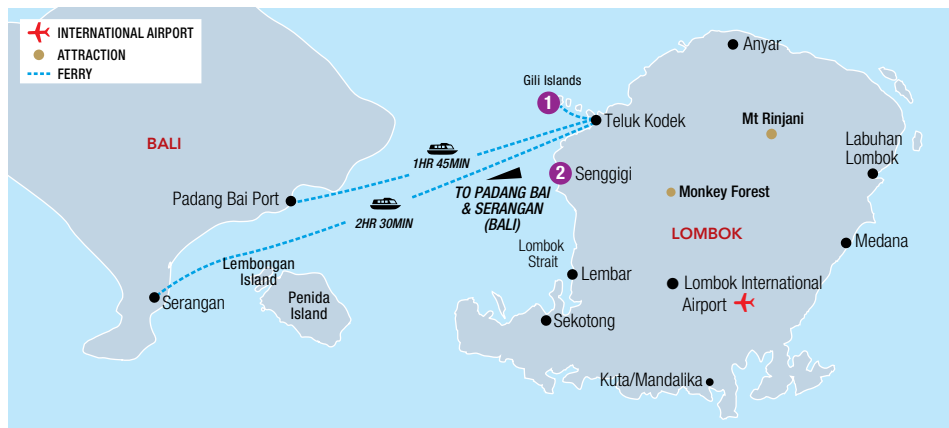 INTERNATIONAL AIRPORT
ATTRACTION
FERRY
Anyar
Gili Islands
1
Teluk Kodek
Mt Rinjani
BALI
Labuhan
Lombok
1HR 45MIN
2
Senggigi
Padang Bai Port
TO PADANG BAI
& SERANGAN
(BALI)
Monkey Forest
2HR 30MIN
LOMBOK
Medana
Lombok
Strait
Lembongan
Island
Lembar
Penida
Island
Serangan
Lombok International
Airport
Sekotong
Kuta/Mandalika